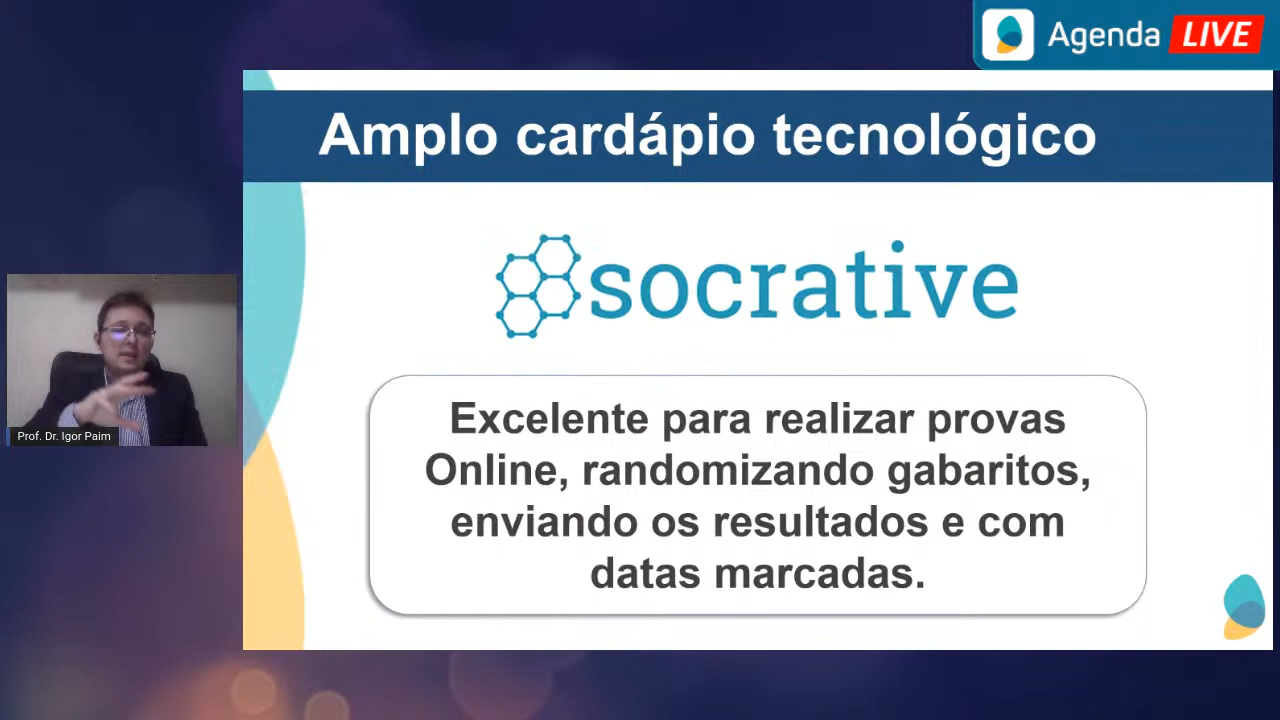 Agenda LIVE
Amplo cardápio tecnológico
socrative
Excelente para realizar provas
Online, randomizando gabaritos,
enviando os resultados e com
datas marcadas.
Prof. Dr. Igor Paim